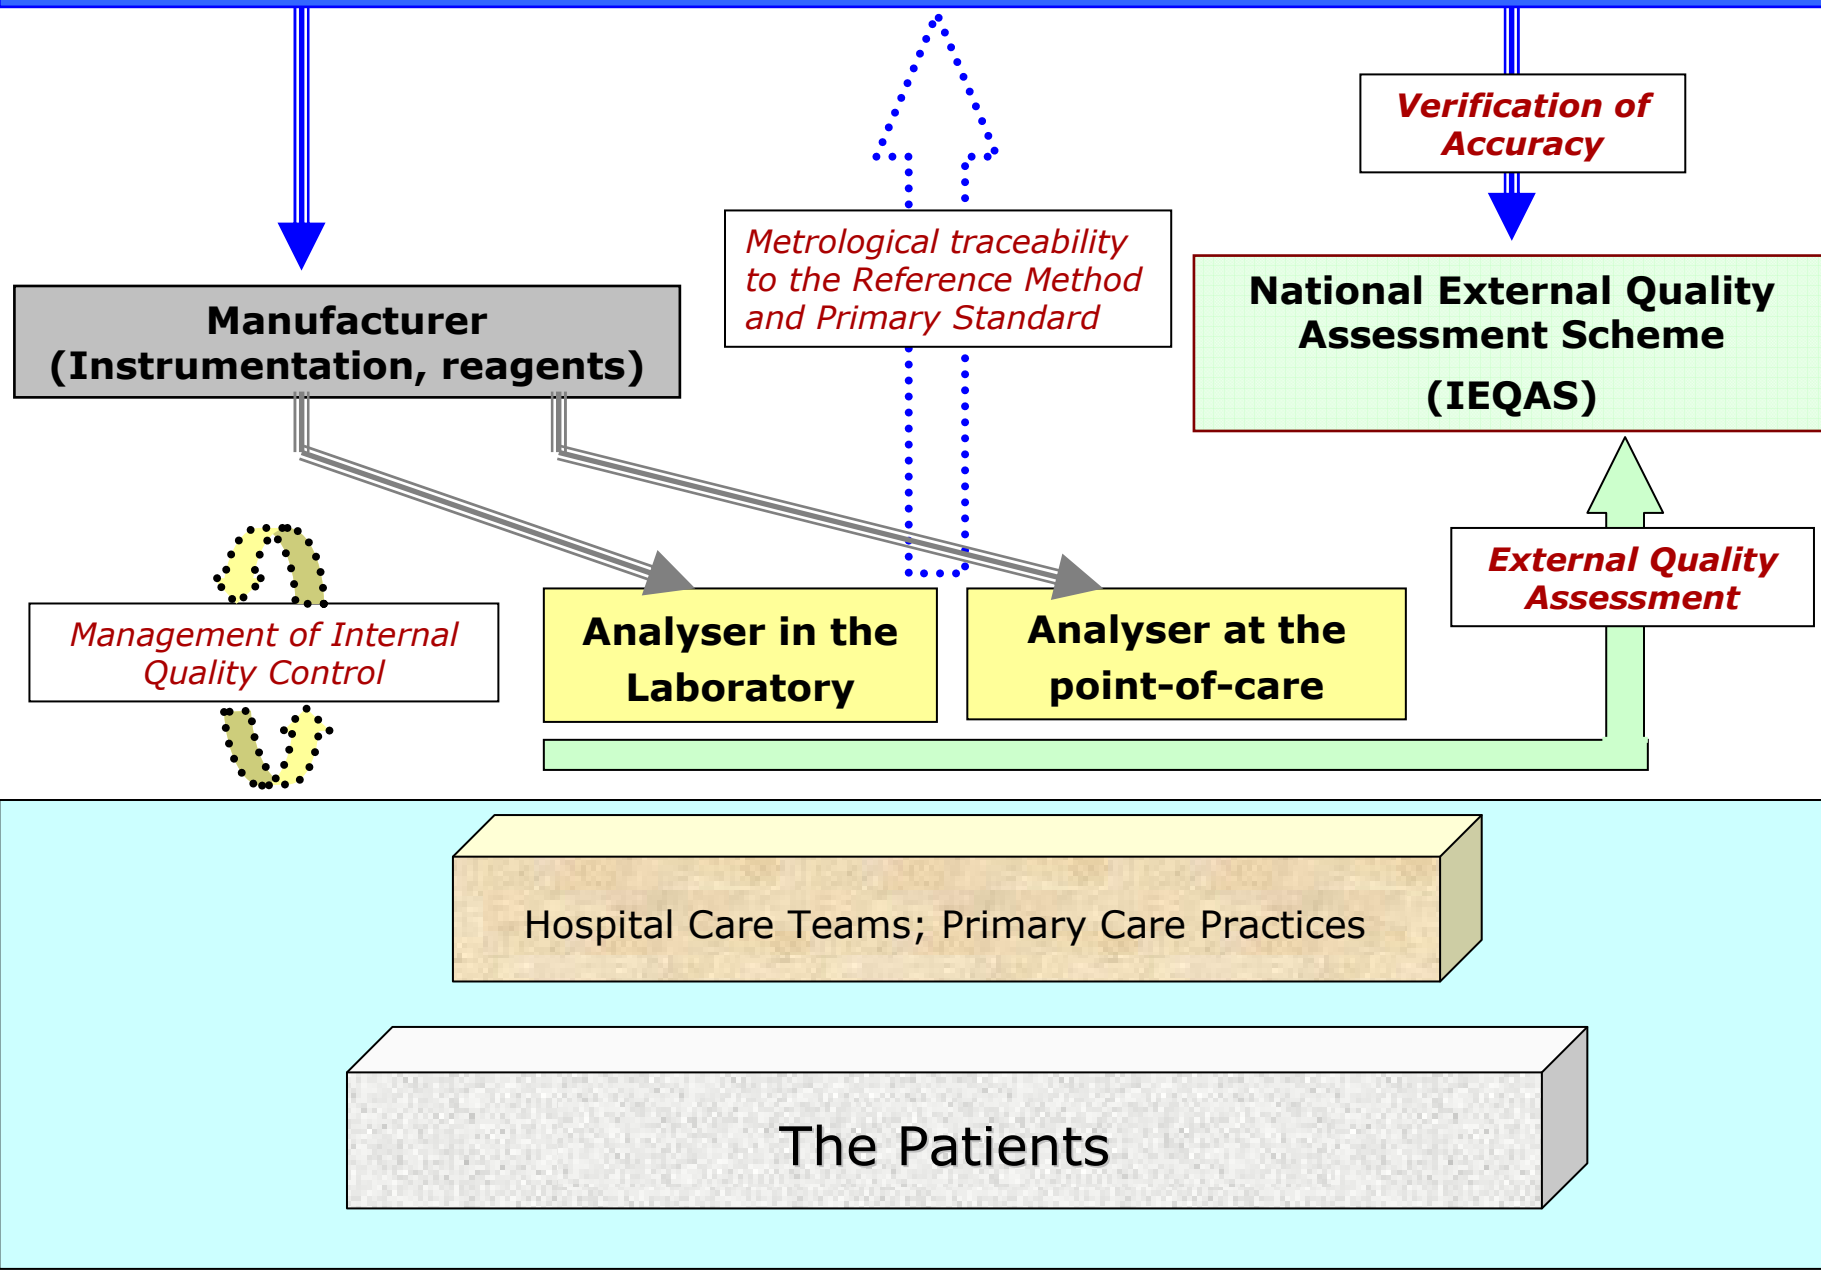 Verification of
Accuracy
Metrological traceability
to the Reference Method
and Primary Standard
National External Quality
Assessment Scheme
(IEQAS)
Manufacturer
(Instrumentation, reagents)
External Quality
Assessment
Management of Internal
Quality Control
Analyser in the
Laboratory
Analyser at the
point-of-care
Hospital Care Teams; Primary Care Practices
The Patients